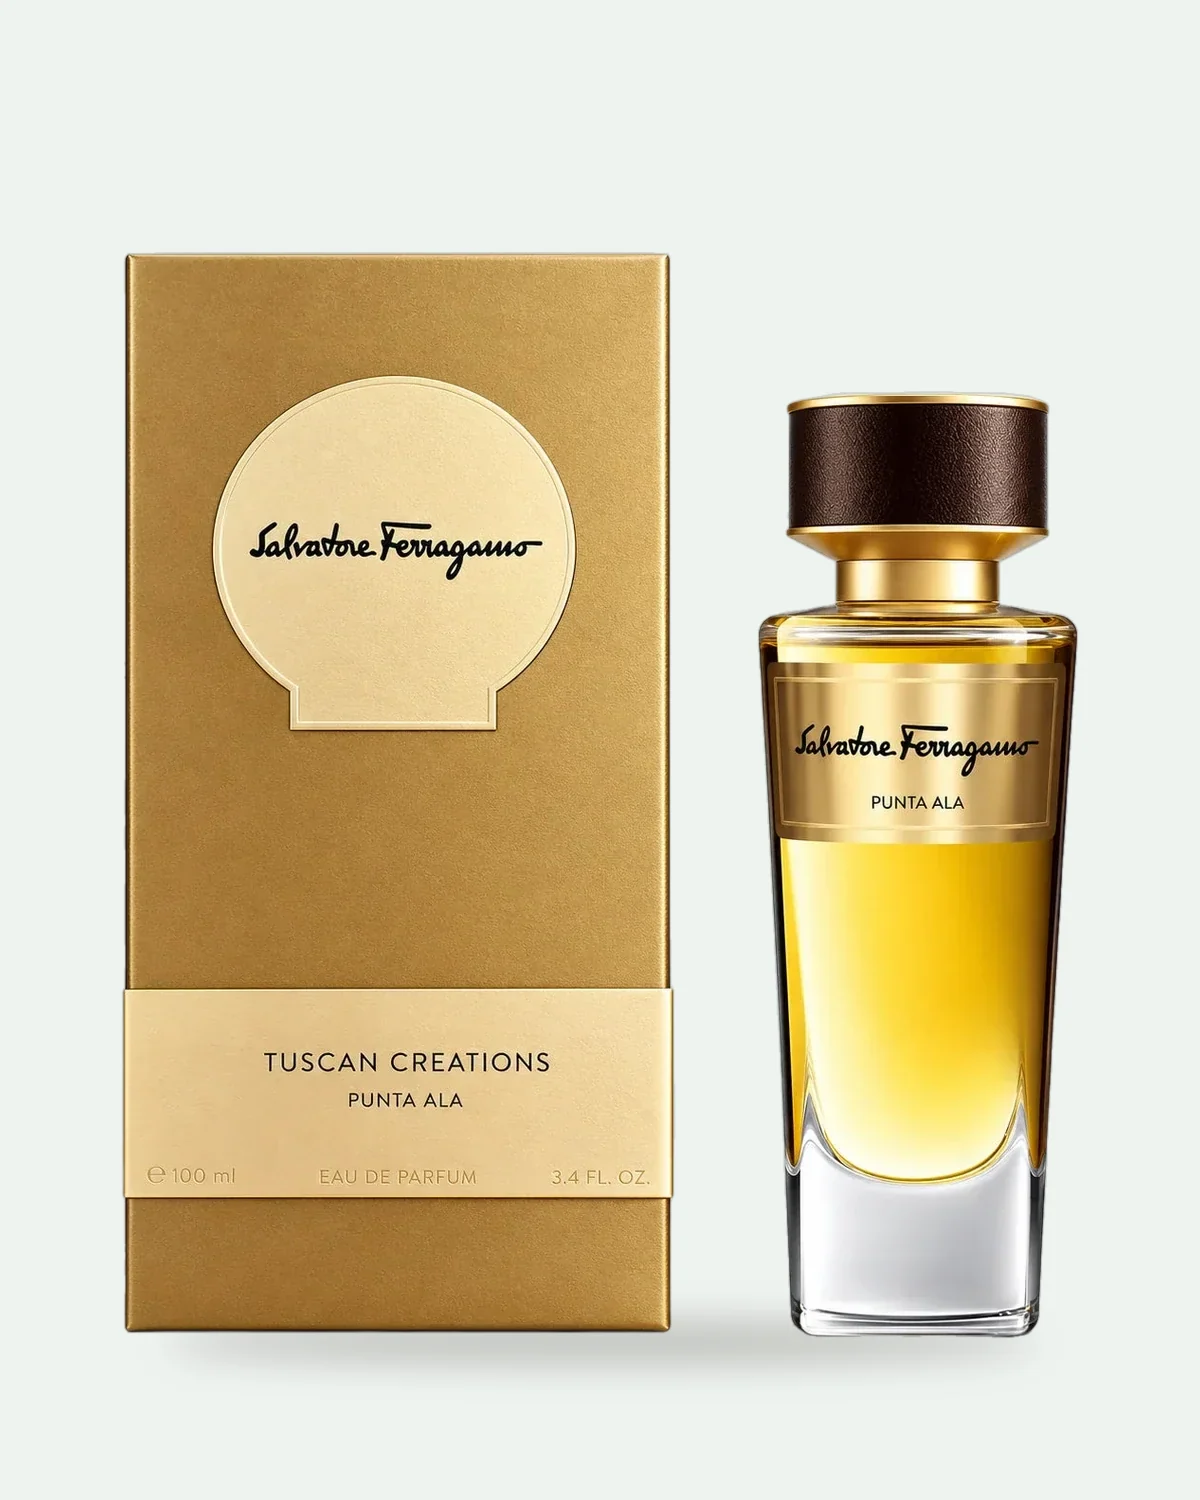 Salvatore Ferragamo
TUSCAN CREATIONS
PUNTA ALA
℮ 100 ml EAU DE PARFUM 3.4 FL. OZ.
Salvatore Ferragamo
PUNTA ALA